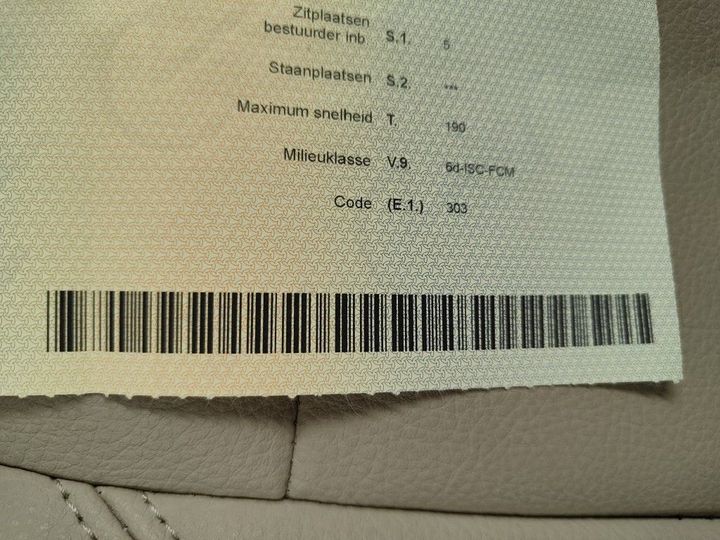 Zitplaatsen
bestuurder inb S.1. 5
Staanplaatsen S.2. ***
Maximum snelheid T. 190
Milieuklasse V.9. 6d-ISC-FCM
Code (E.1.) 303